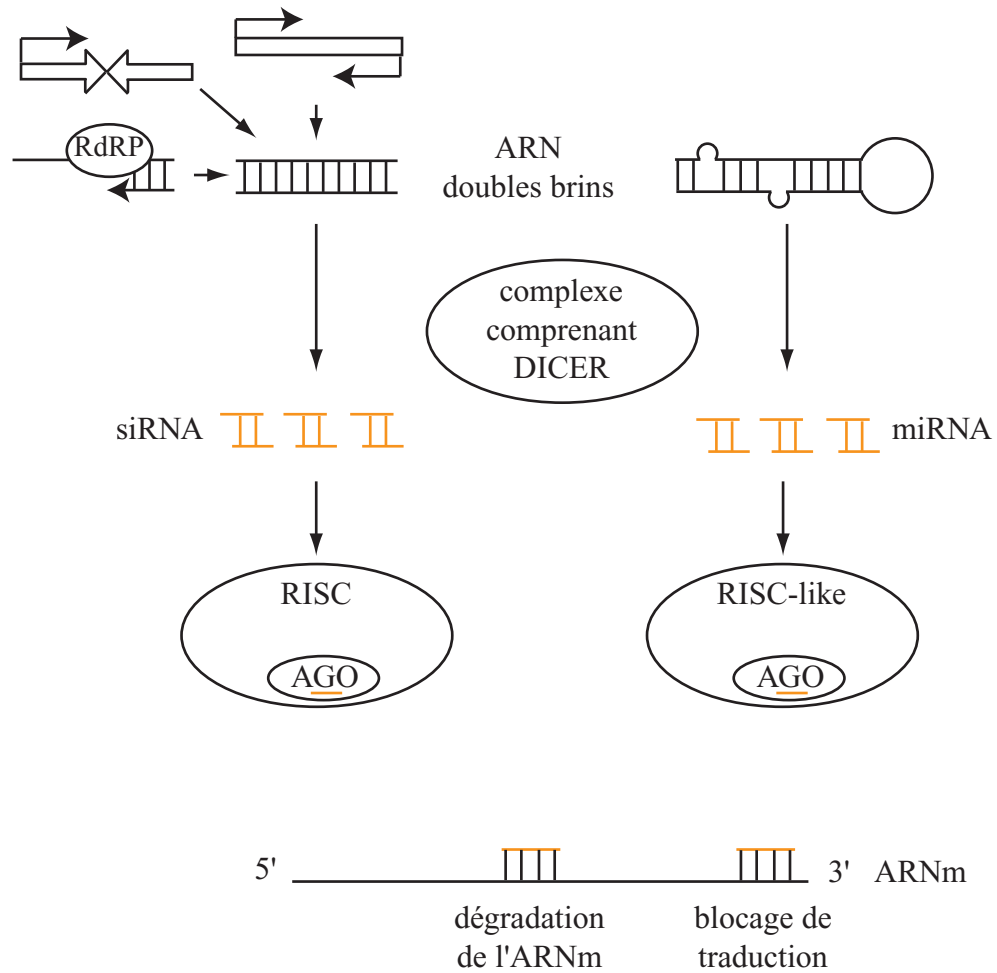 RdRP
ARN
doubles brins
complexe
comprenant
DICER
siRNA
miRNA
RISC
AGO
RISC-like
AGO
5'
3'
ARNm
dégradation
de l'ARNm
blocage de
traduction